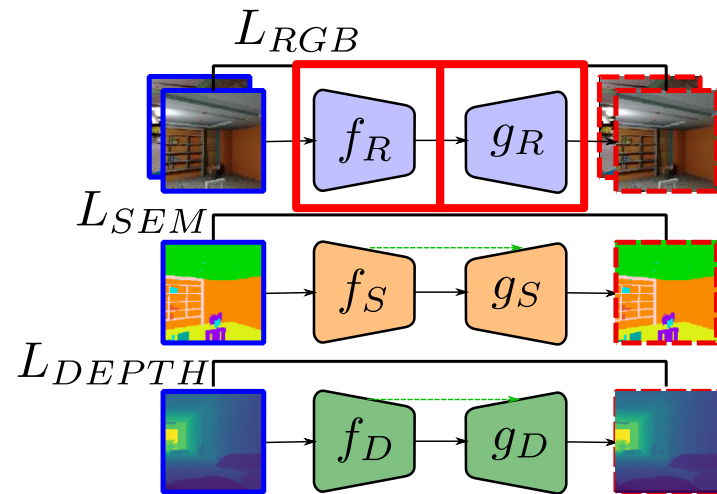 L_{RGB}
f_R g_R
L_{SEM}
f_S g_S
L_{DEPTH}
f_D g_D